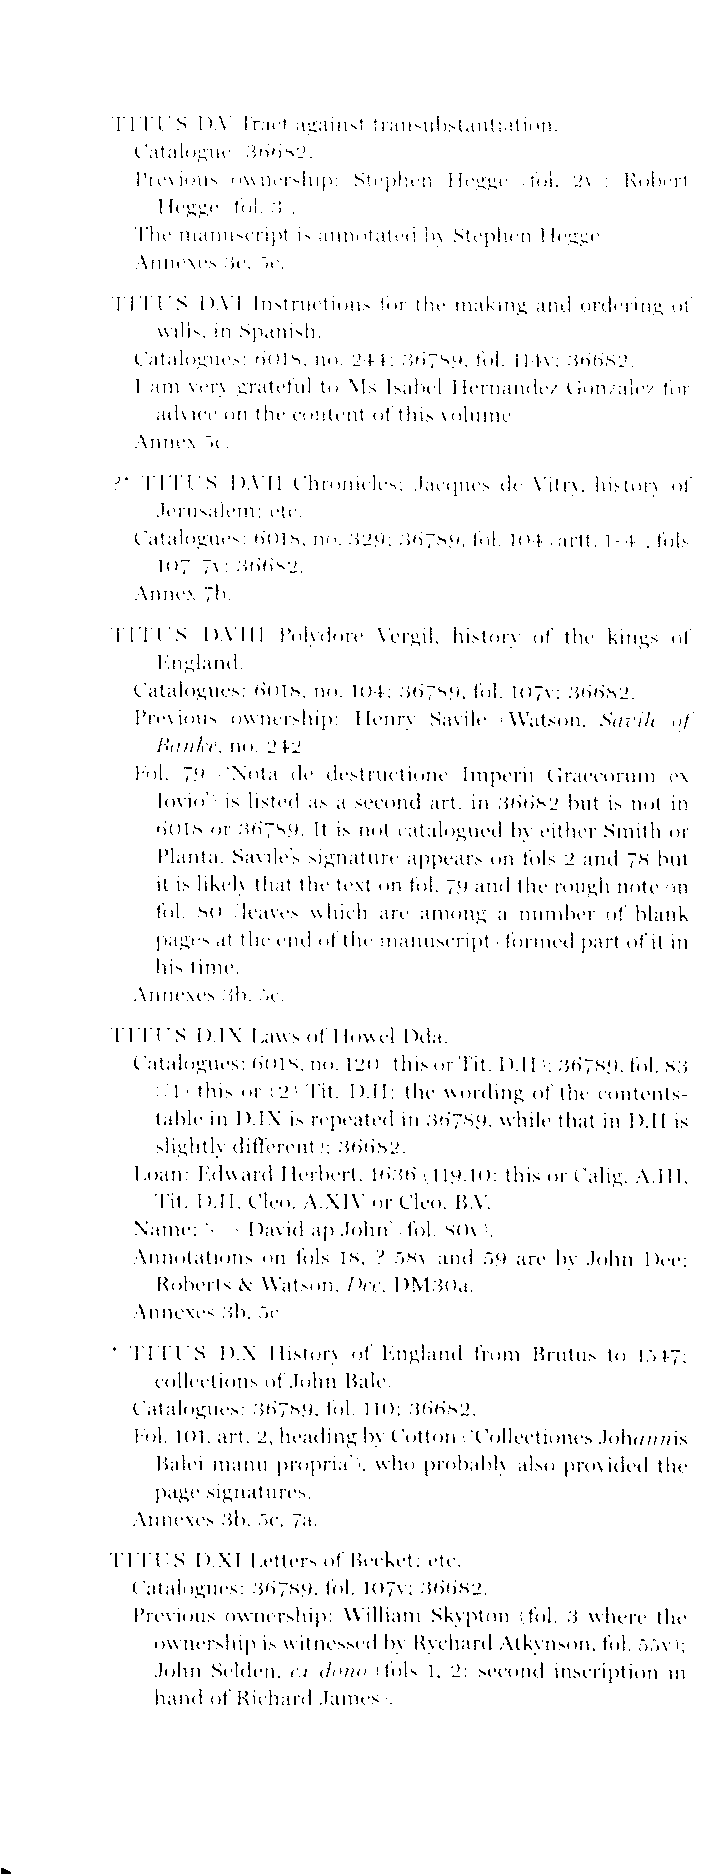 TITUS D.V Tract against transubstantiation.
Catalogue: 36682.
Previous ownership: Stephen Hegge (fol. 2v); Robert
Hegge (fol. 3).
The manuscript is annotated by Stephen Hegge.
Annexes 3e, 5c.
TITUS D.VI Instructions for the making and ordering of
wills, in Spanish.
Catalogues: 6018, no. 244; 36789, fol. 114v; 36682.
I am very grateful to Ms Isabel Hernandez Gonzalez for
advice on the content of this volume.
Annex 5c.
?* TITUS D.VII Chronicles; Jacques de Vitry, history of
Jerusalem; etc.
Catalogues: 6018, no. 329; 36789, fol. 104 (artt. 1-4), fols
107-7v; 36682.
Annex 7b.
TITUS D.VIII Polydore Vergil, history of the kings of
England.
Catalogues: 6018, no. 104; 36789, fol. 107v; 36682.
Previous ownership: Henry Savile (Watson, Savile of
Banke, no. 242).
Fol. 79 ('Nota de destructione Imperii Graecorum ex
Iovio') is listed as a second art. in 36682 but is not in
6018 or 36789. It is not catalogued by either Smith or
Planta. Savile's signature appears on fols 2 and 78 but
it is likely that the text on fol. 79 and the rough note on
fol. 80 (leaves which are among a number of blank
pages at the end of the manuscript) formed part of it in
his time.
Annexes 3b, 5c.
TITUS D.IX Laws of Howel Dda.
Catalogues: 6018, no. 120 (this or Tit. D.II); 36789, fol. 83
((1) this or (2) Tit. D.II: the wording of the contents-
table in D.IX is repeated in 36789, while that in D.II is
slightly different); 36682.
Loan: Edward Herbert, 1636 (119.10: this or Calig. A.III,
Tit. D.II, Cleo. A.XIV or Cleo. B.V.
Name: '- - David ap John' (fol. 80v).
Annotations on fols 18, ? 58v and 59 are by John Dee:
Roberts & Watson, Dee, DM30a.
Annexes 3b, 5c.
* TITUS D.X History of England from Brutus to 1547;
collections of John Bale.
Catalogues: 36789, fol. 110; 36682.
Fol. 101, art. 2, heading by Cotton ('Collectiones Johannis
Balei manu propria'), who probably also provided the
page signatures.
Annexes 3b, 5c, 7a.
TITUS D.XI Letters of Becket; etc.
Catalogues: 36789, fol. 107v; 36682.
Previous ownership: William Skypton (fol. 3 where the
ownership is witnessed by Rychard Atkynson, fol. 55v);
John Selden, ex dono (fols 1, 2: second inscription in
hand of Richard James).